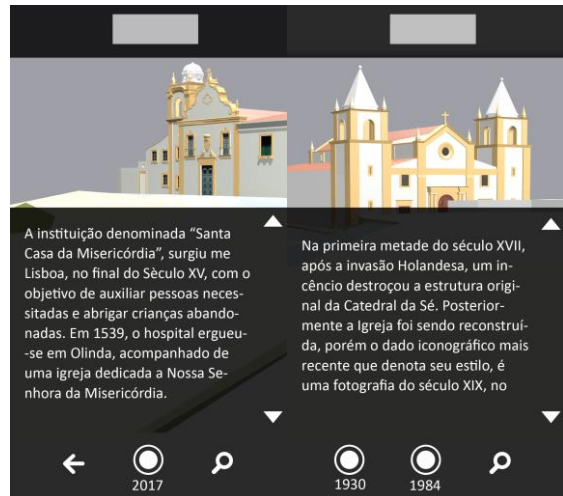 A instituição denominada “Santa
Casa da Misericórdia”, surgiu me
Lisboa, no final do Sèculo XV, com o
objetivo de auxiliar pessoas neces-
sitadas e abrigar crianças abando-
nadas. Em 1539, o hospital ergueu-
-se em Olinda, acompanhado de
uma igreja dedicada a Nossa Se-
nhora da Misericórdia.
2017
Na primeira metade do século XVII,
após a invasão Holandesa, um in-
cêncio destroçou a estrutura origi-
nal da Catedral da Sé. Posterior-
mente a Igreja foi sendo reconstruí-
da, porém o dado iconográfico mais
recente que denota seu estilo, é
uma fotografia do século XIX, no
1930
1984